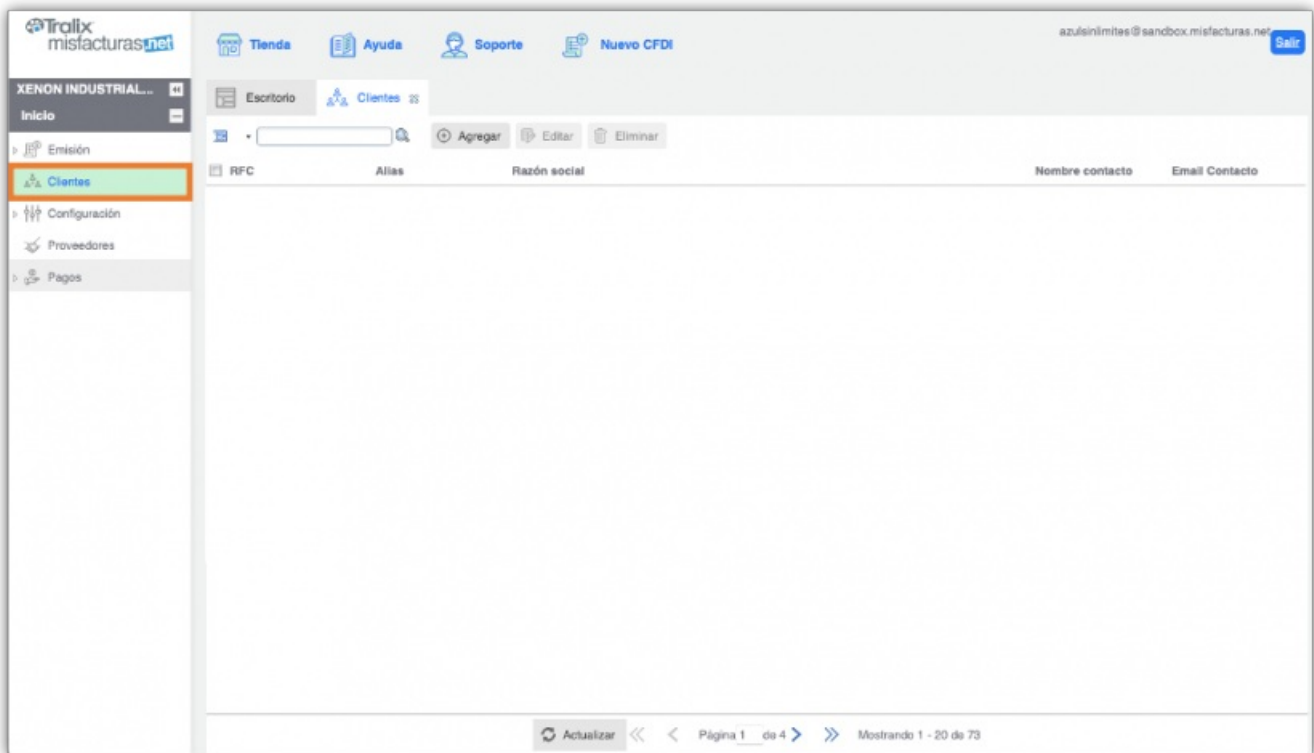 Tralix
misfacturas.net
Tienda
Ayuda
Soporte
Nuevo CFDI
azulsinlimites@sandbox.misfacturas.net
Salir
XENON INDUSTRIAL...
Inicio
Escritorio
Clientes
Agregar
Editar
Eliminar
Emisión
RFC
Alias
Razón social
Nombre contacto
Email Contacto
Clientes
Configuración
Proveedores
Pagos
Actualizar
Página 1 de 4
Mostrando 1 - 20 de 73